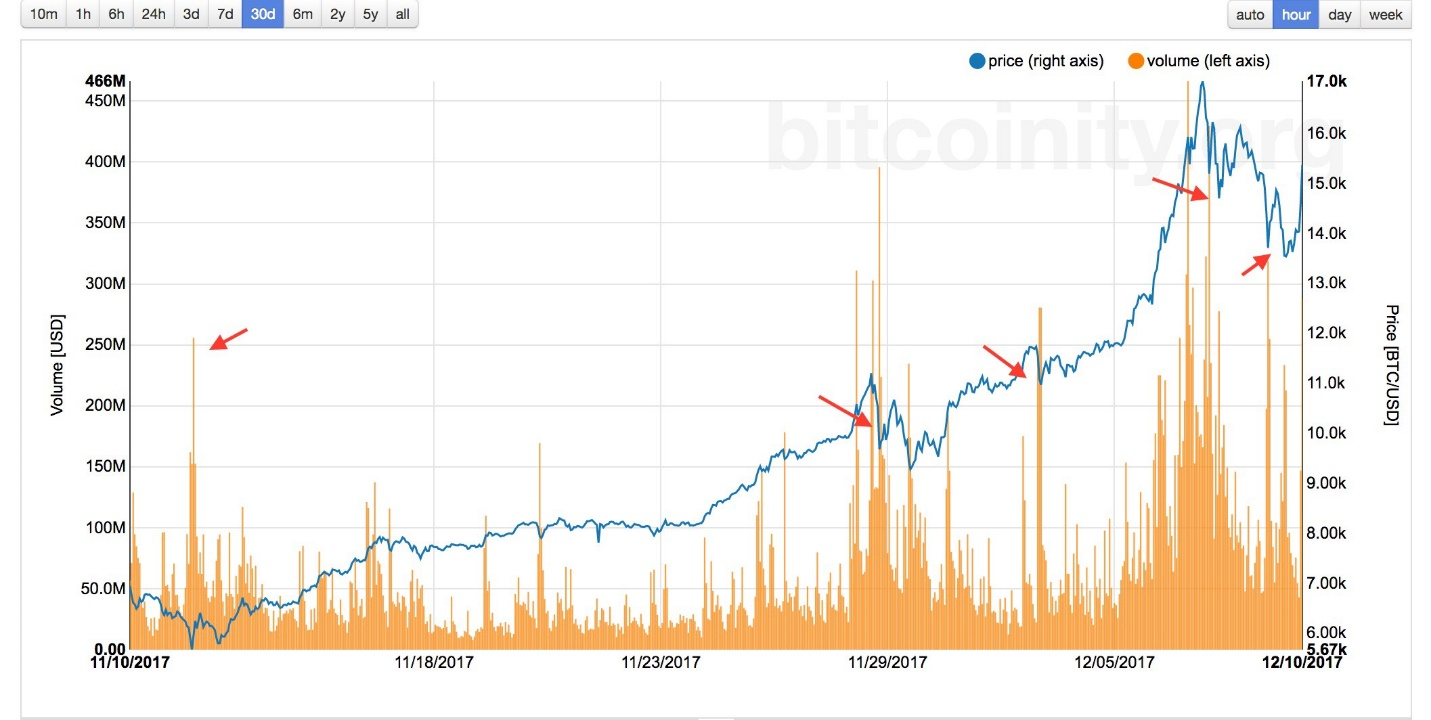 10m 1h 6h 24h 3d 7d 30d 6m 2y 5y all auto hour day week
price (right axis) volume (left axis)
bitcoinity.org
466M
450M
400M
350M
300M
250M
200M
150M
100M
50.0M
0.00
Volume [USD]
17.0k
16.0k
15.0k
14.0k
13.0k
12.0k
11.0k
10.0k
9.00k
8.00k
7.00k
6.00k
5.67k
Price [BTC/USD]
11/10/2017 11/18/2017 11/23/2017 11/29/2017 12/05/2017 12/10/2017